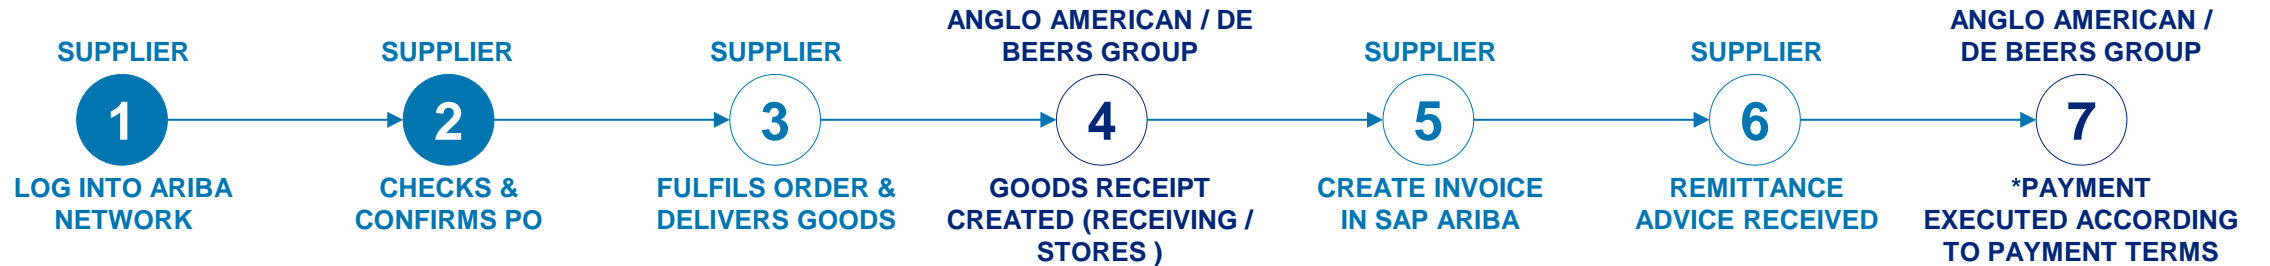 SUPPLIER
1
LOG INTO ARIBA
NETWORK
SUPPLIER
2
CHECKS &
CONFIRMS PO
SUPPLIER
3
FULFILS ORDER &
DELIVERS GOODS
ANGLO AMERICAN / DE
BEERS GROUP
4
GOODS RECEIPT
CREATED (RECEIVING /
STORES )
SUPPLIER
5
CREATE INVOICE
IN SAP ARIBA
SUPPLIER
6
REMITTANCE
ADVICE RECEIVED
ANGLO AMERICAN /
DE BEERS GROUP
7
*PAYMENT
EXECUTED ACCORDING
TO PAYMENT TERMS